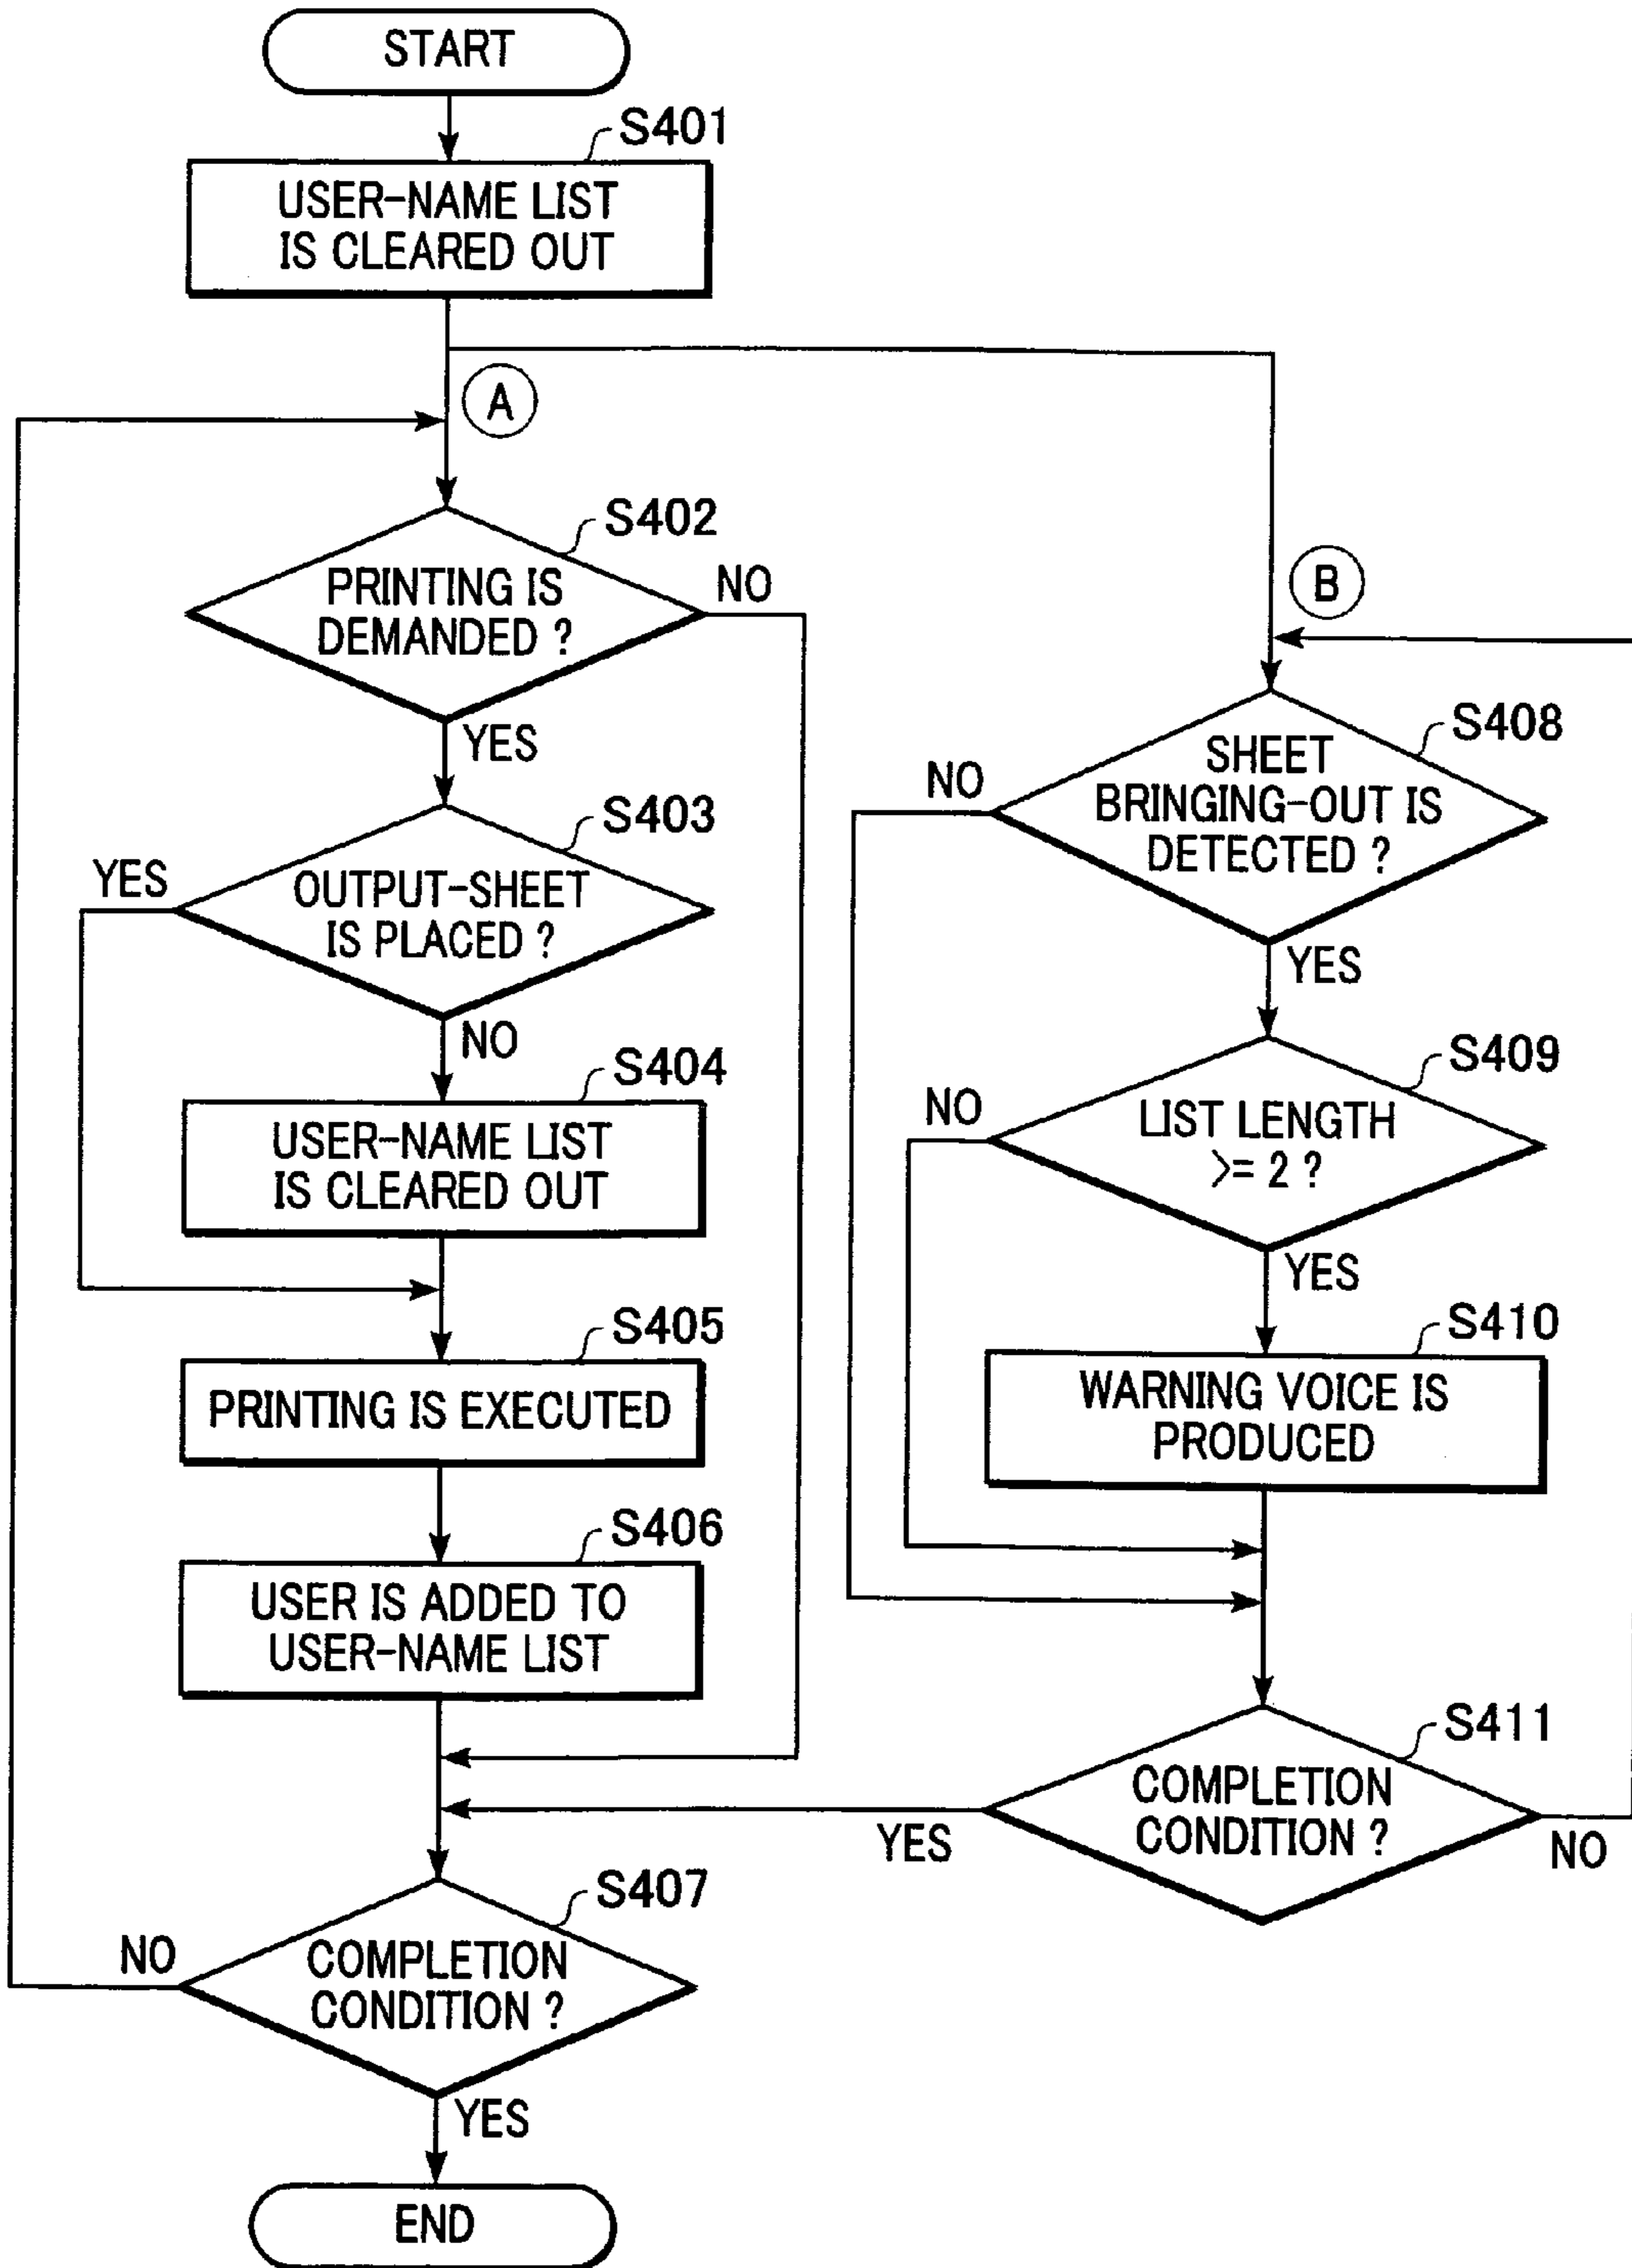 START
S401
USER-NAME LIST
IS CLEARED OUT
A
S402
PRINTING IS
DEMANDED ?
NO
YES
S403
YES
OUTPUT-SHEET
IS PLACED ?
NO
S404
USER-NAME LIST
IS CLEARED OUT
S405
PRINTING IS EXECUTED
S406
USER IS ADDED TO
USER-NAME LIST
S407
NO
COMPLETION
CONDITION ?
YES
END
B
S408
NO
SHEET
BRINGING-OUT IS
DETECTED ?
YES
S409
NO
LIST LENGTH
>= 2 ?
YES
S410
WARNING VOICE IS
PRODUCED
S411
COMPLETION
CONDITION ?
YES
NO